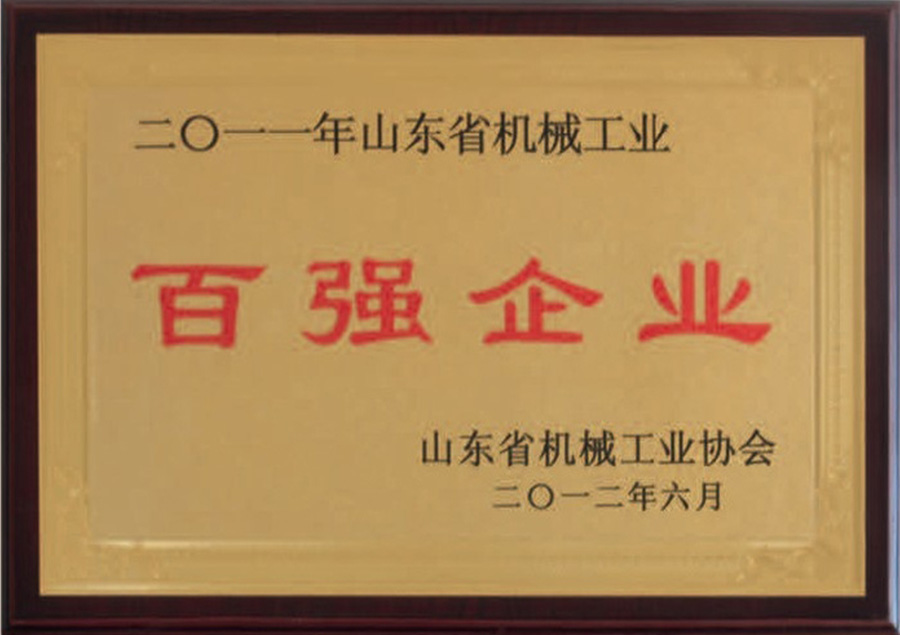 二〇一一年山东省机械工业
百强企业
山东省机械工业协会
二〇一二年六月